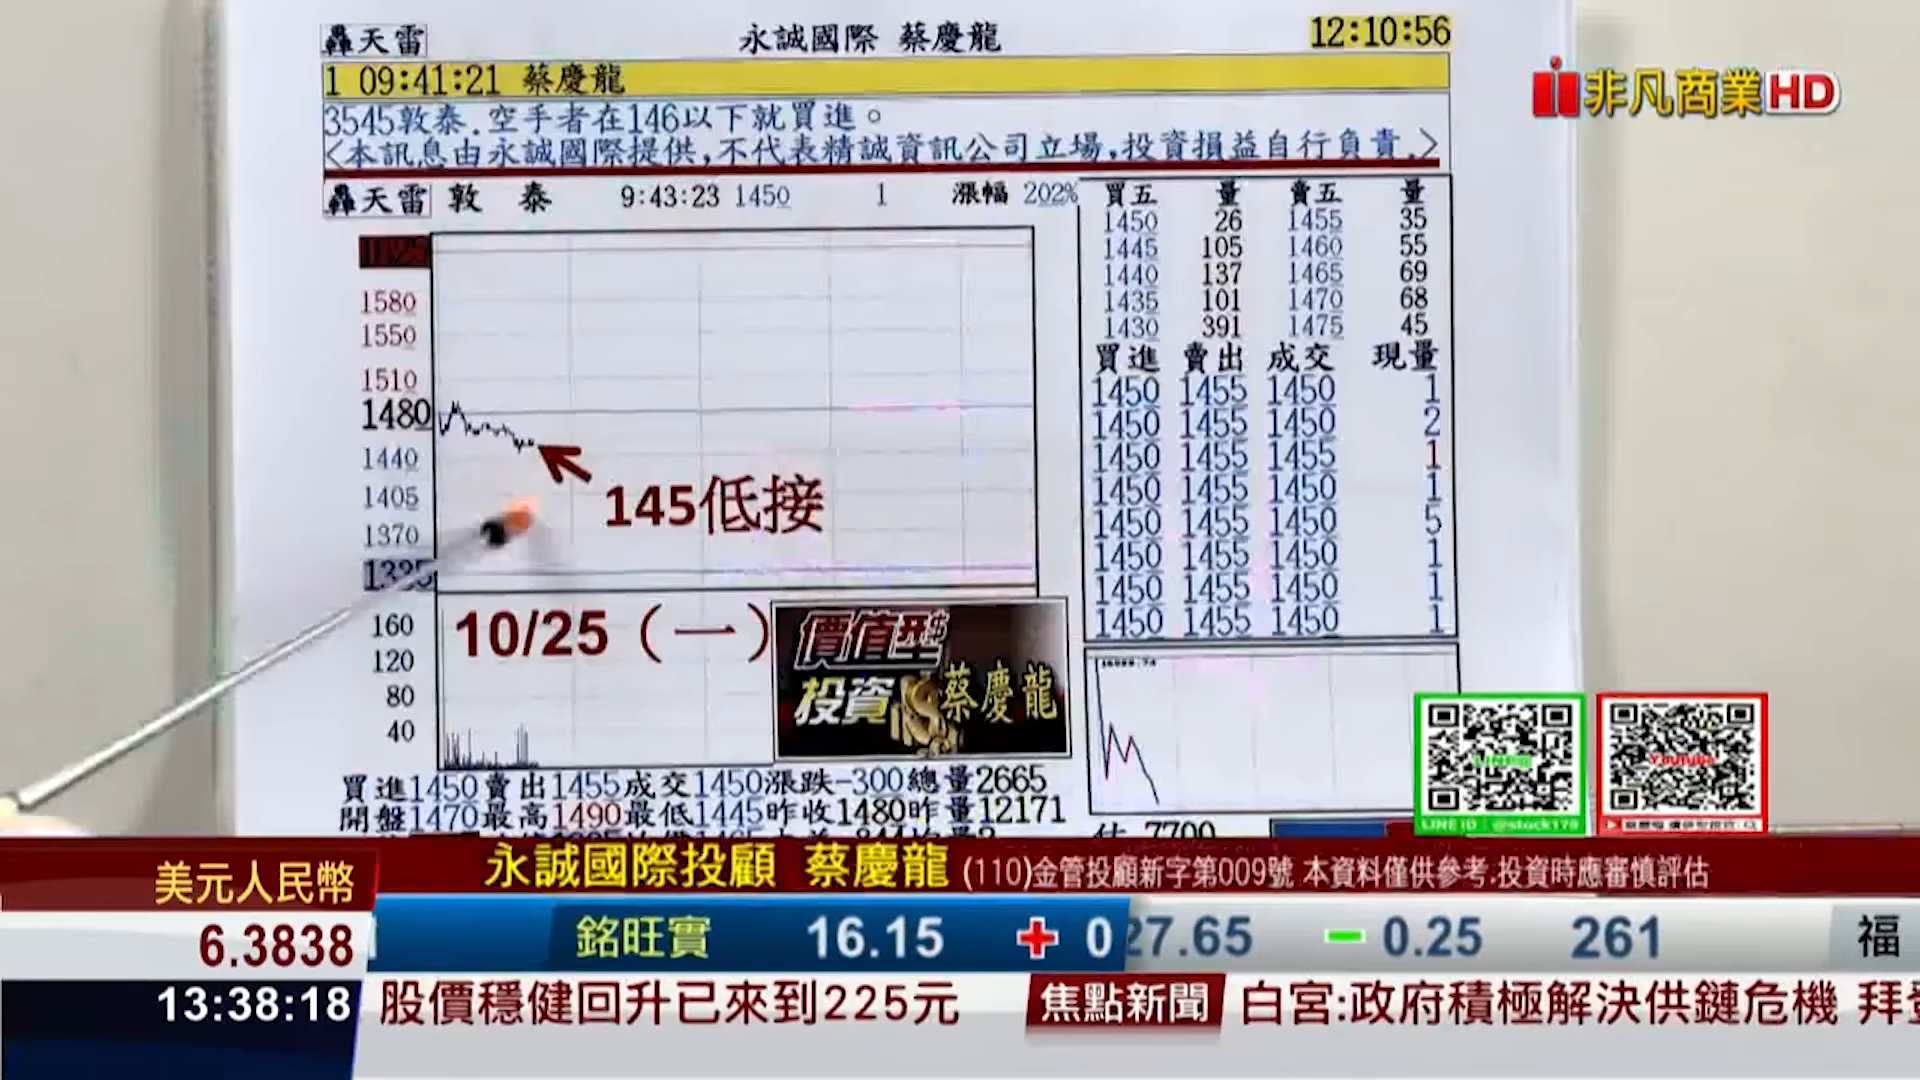 轟天雷 永誠國際 蔡慶龍 12:10:56
1 09:41:21 蔡慶龍
3545敦泰.空手者在146以下就買進。
<本訊息由永誠國際提供,不代表精誠資訊公司立場,投資損益自行負責.>
轟天雷 敦 泰 9:43:23 1450 1 漲幅 202%
買五 量 賣五 量
1450 26 1455 35
1445 105 1460 55
1440 137 1465 69
1435 101 1470 68
1430 391 1475 45
買進 賣出 成交 現量
1450 1455 1450 1
1450 1455 1450 2
1450 1455 1455 1
1450 1455 1450 1
1450 1455 1450 5
1450 1455 1450 1
1450 1455 1450 1
1450 1455 1450 1
1580
1550
1510
1480
1440
1405
1370
1335
145低接
160
120
80
40
10/25（一）
價值型
投資 蔡慶龍
買進1450賣出1455成交1450漲跌-300總量2665
開盤1470最高1490最低1445昨收1480昨量12171
估 7700
非凡商業HD
LINE ID : @stock178
YouTube
永誠國際投顧 蔡慶龍 (110)金管投顧新字第009號 本資料僅供參考.投資時應審慎評估
美元人民幣
6.3838
銘旺實 16.15 + 0
27.65 - 0.25 261 福
13:38:18
股價穩健回升已來到225元 焦點新聞 白宮:政府積極解決供鏈危機 拜登